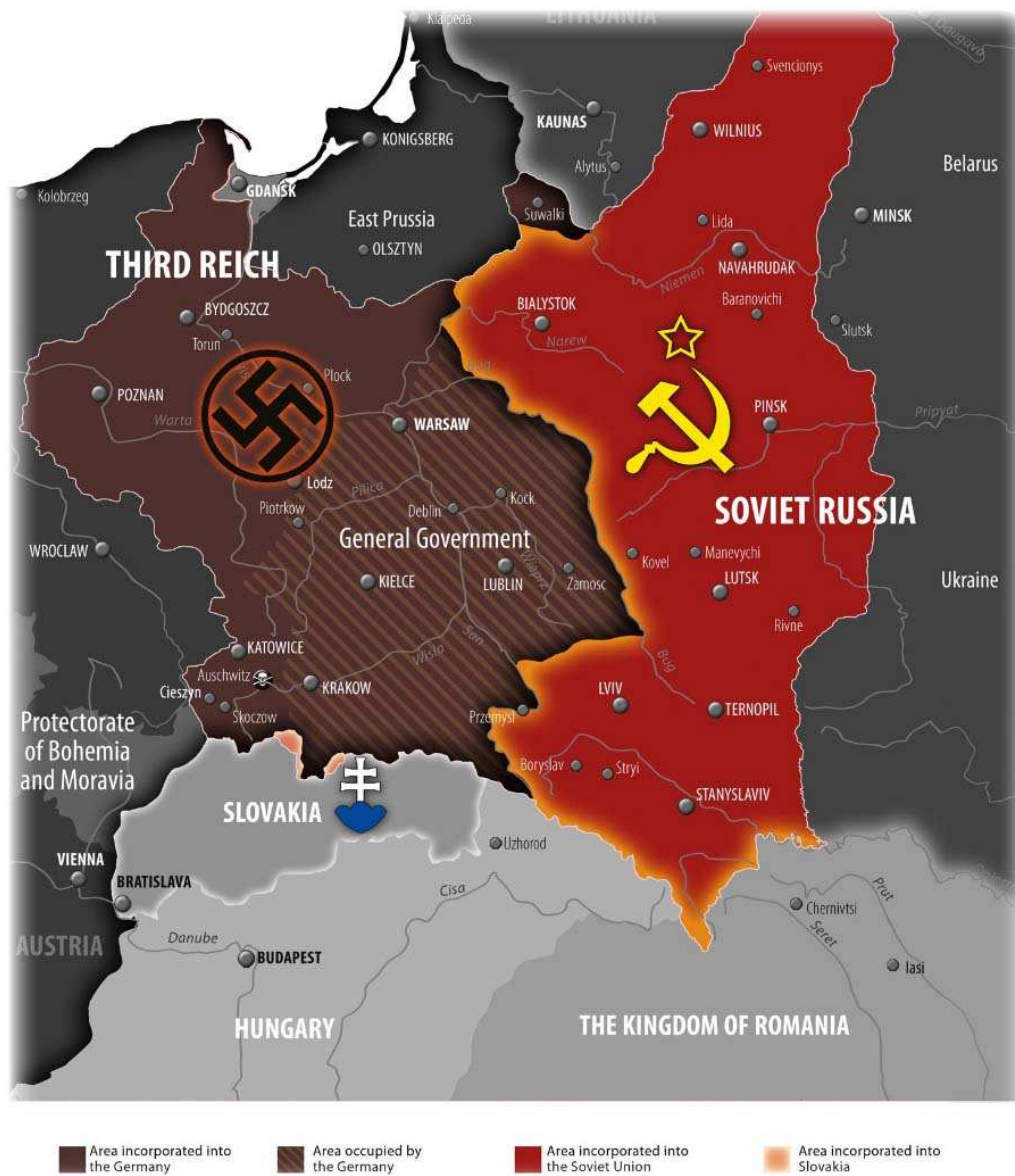 LITHUANIA
Klaipeda
Daugava
Svencionys
KAUNAS
WILNIUS
KONIGSBERG
Alytus
Belarus
GDANSK
Kolobrzeg
Suwalki
MINSK
East Prussia
Lida
OLSZTYN
THIRD REICH
NAVAHRUDAK
Niemen
BIALYSTOK
Baranovichi
BYDGOSZCZ
Slutsk
Torun
Narew
Plock
POZNAN
PINSK
Pripyat
Warta
WARSAW
Lodz
Pilica
Kock
Piotrkow
Deblin
SOVIET RUSSIA
General Government
WROCLAW
Kovel
Manevychi
LUBLIN
Wieprz
Zamosc
KIELCE
LUTSK
Ukraine
Rivne
San
KATOWICE
Wisla
Bug
Auschwitz
Cieszyn
KRAKOW
LVIV
Skoczow
Przemysl
TERNOPIL
Protectorate
of Bohemia
and Moravia
Boryslav
Stryi
STANYSLAVIV
SLOVAKIA
Uzhorod
VIENNA
BRATISLAVA
Cisa
Prut
Chernivtsi
Seret
AUSTRIA
Danube
BUDAPEST
Iasi
HUNGARY
THE KINGDOM OF ROMANIA
Area incorporated into
the Germany
Area occupied by
the Germany
Area incorporated into
the Soviet Union
Area incorporated into
Slovakia